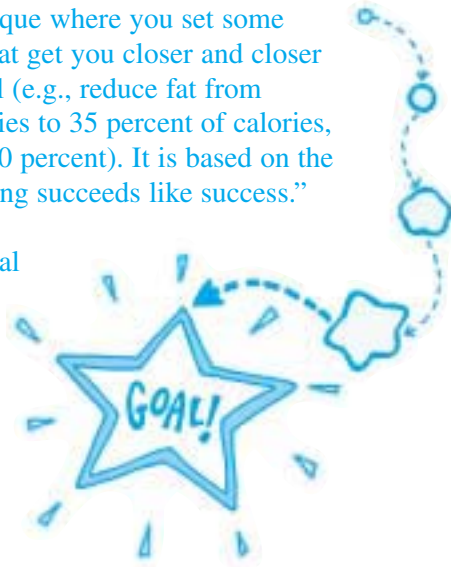 que where you set some
at get you closer and closer
l (e.g., reduce fat from
ies to 35 percent of calories,
0 percent). It is based on the
ng succeeds like success.”
al
GOAL!